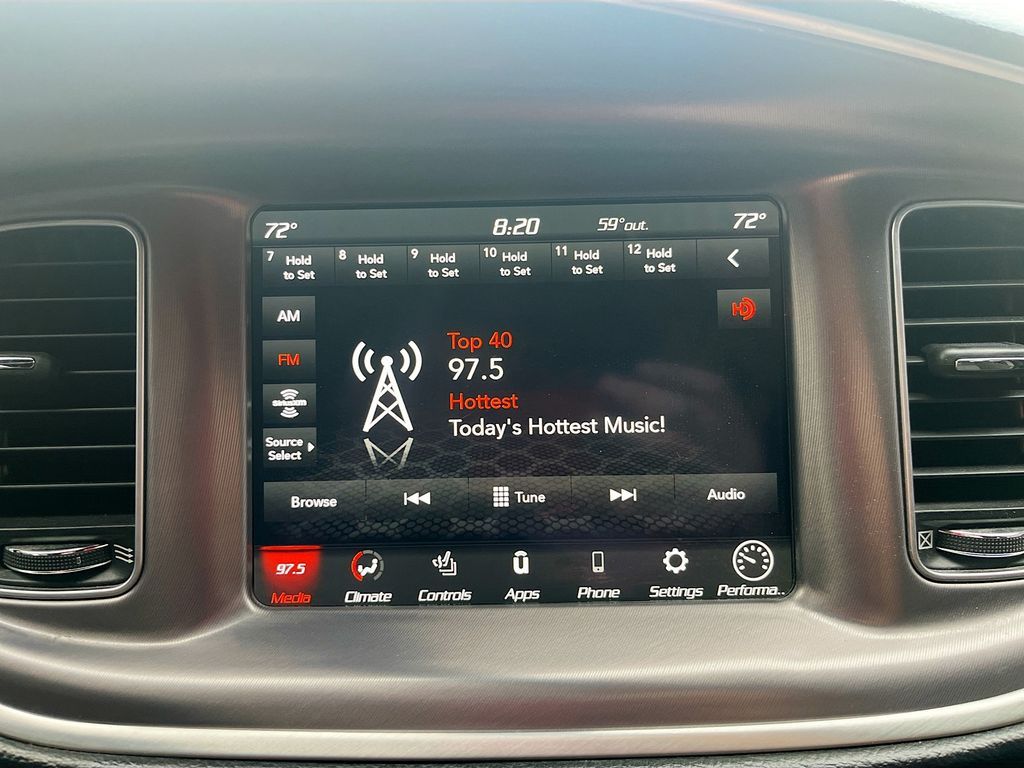 72° 8:20 59°out. 72°
7 Hold to Set
8 Hold to Set
9 Hold to Set
10 Hold to Set
11 Hold to Set
12 Hold to Set
AM
HD
Top 40
97.5
FM
Hottest
siriusxm
Today's Hottest Music!
Source
Select
Browse Tune Audio
97.5
Media Climate Controls Apps Phone Settings Performa..